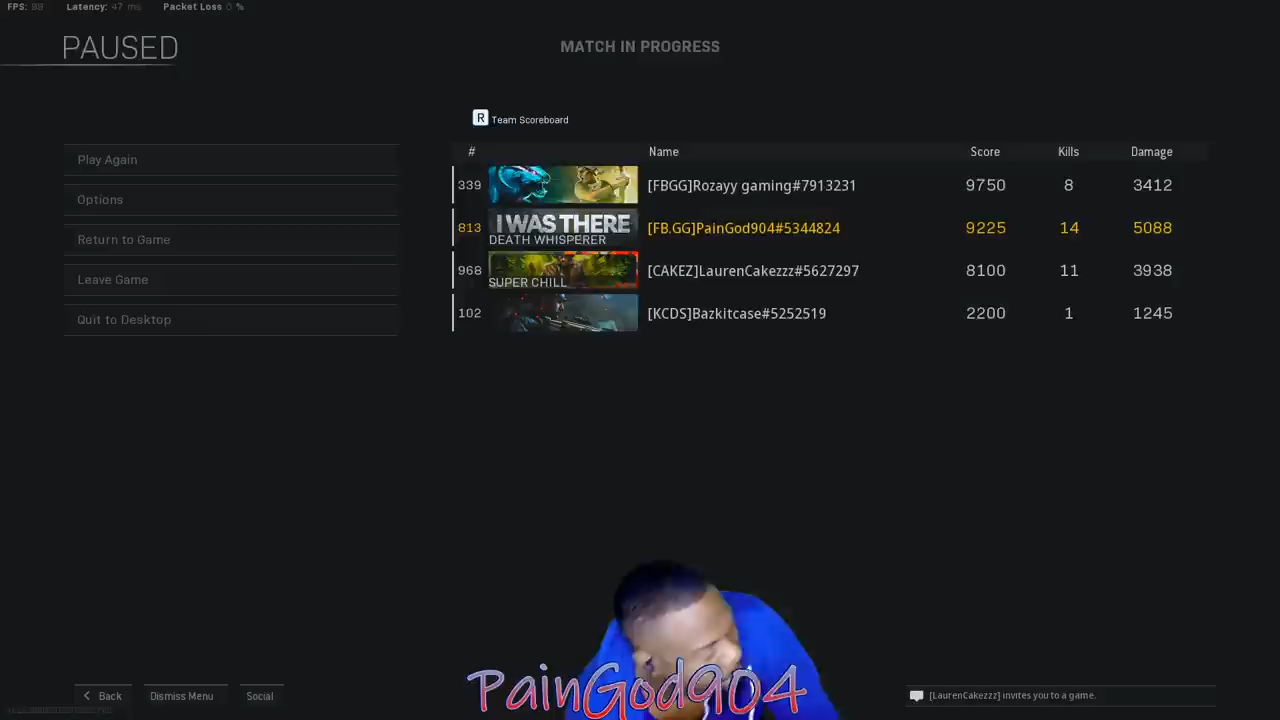 FPS: 98 Latency: 47 ms Packet Loss 0 %
PAUSED
MATCH IN PROGRESS
R Team Scoreboard
# Name Score Kills Damage
339 [FBGG]Rozayy gaming#7913231 9750 8 3412
I WAS THERE
813 DEATH WHISPERER [FB.GG]PainGod904#5344824 9225 14 5088
968 SUPER CHILL [CAKEZ]LaurenCakezzz#5627297 8100 11 3938
102 [KCDS]Bazkitcase#5252519 2200 1 1245
Play Again
Options
Return to Game
Leave Game
Quit to Desktop
PainGod904
Back Dismiss Menu Social
[LaurenCakezzz] invites you to a game.